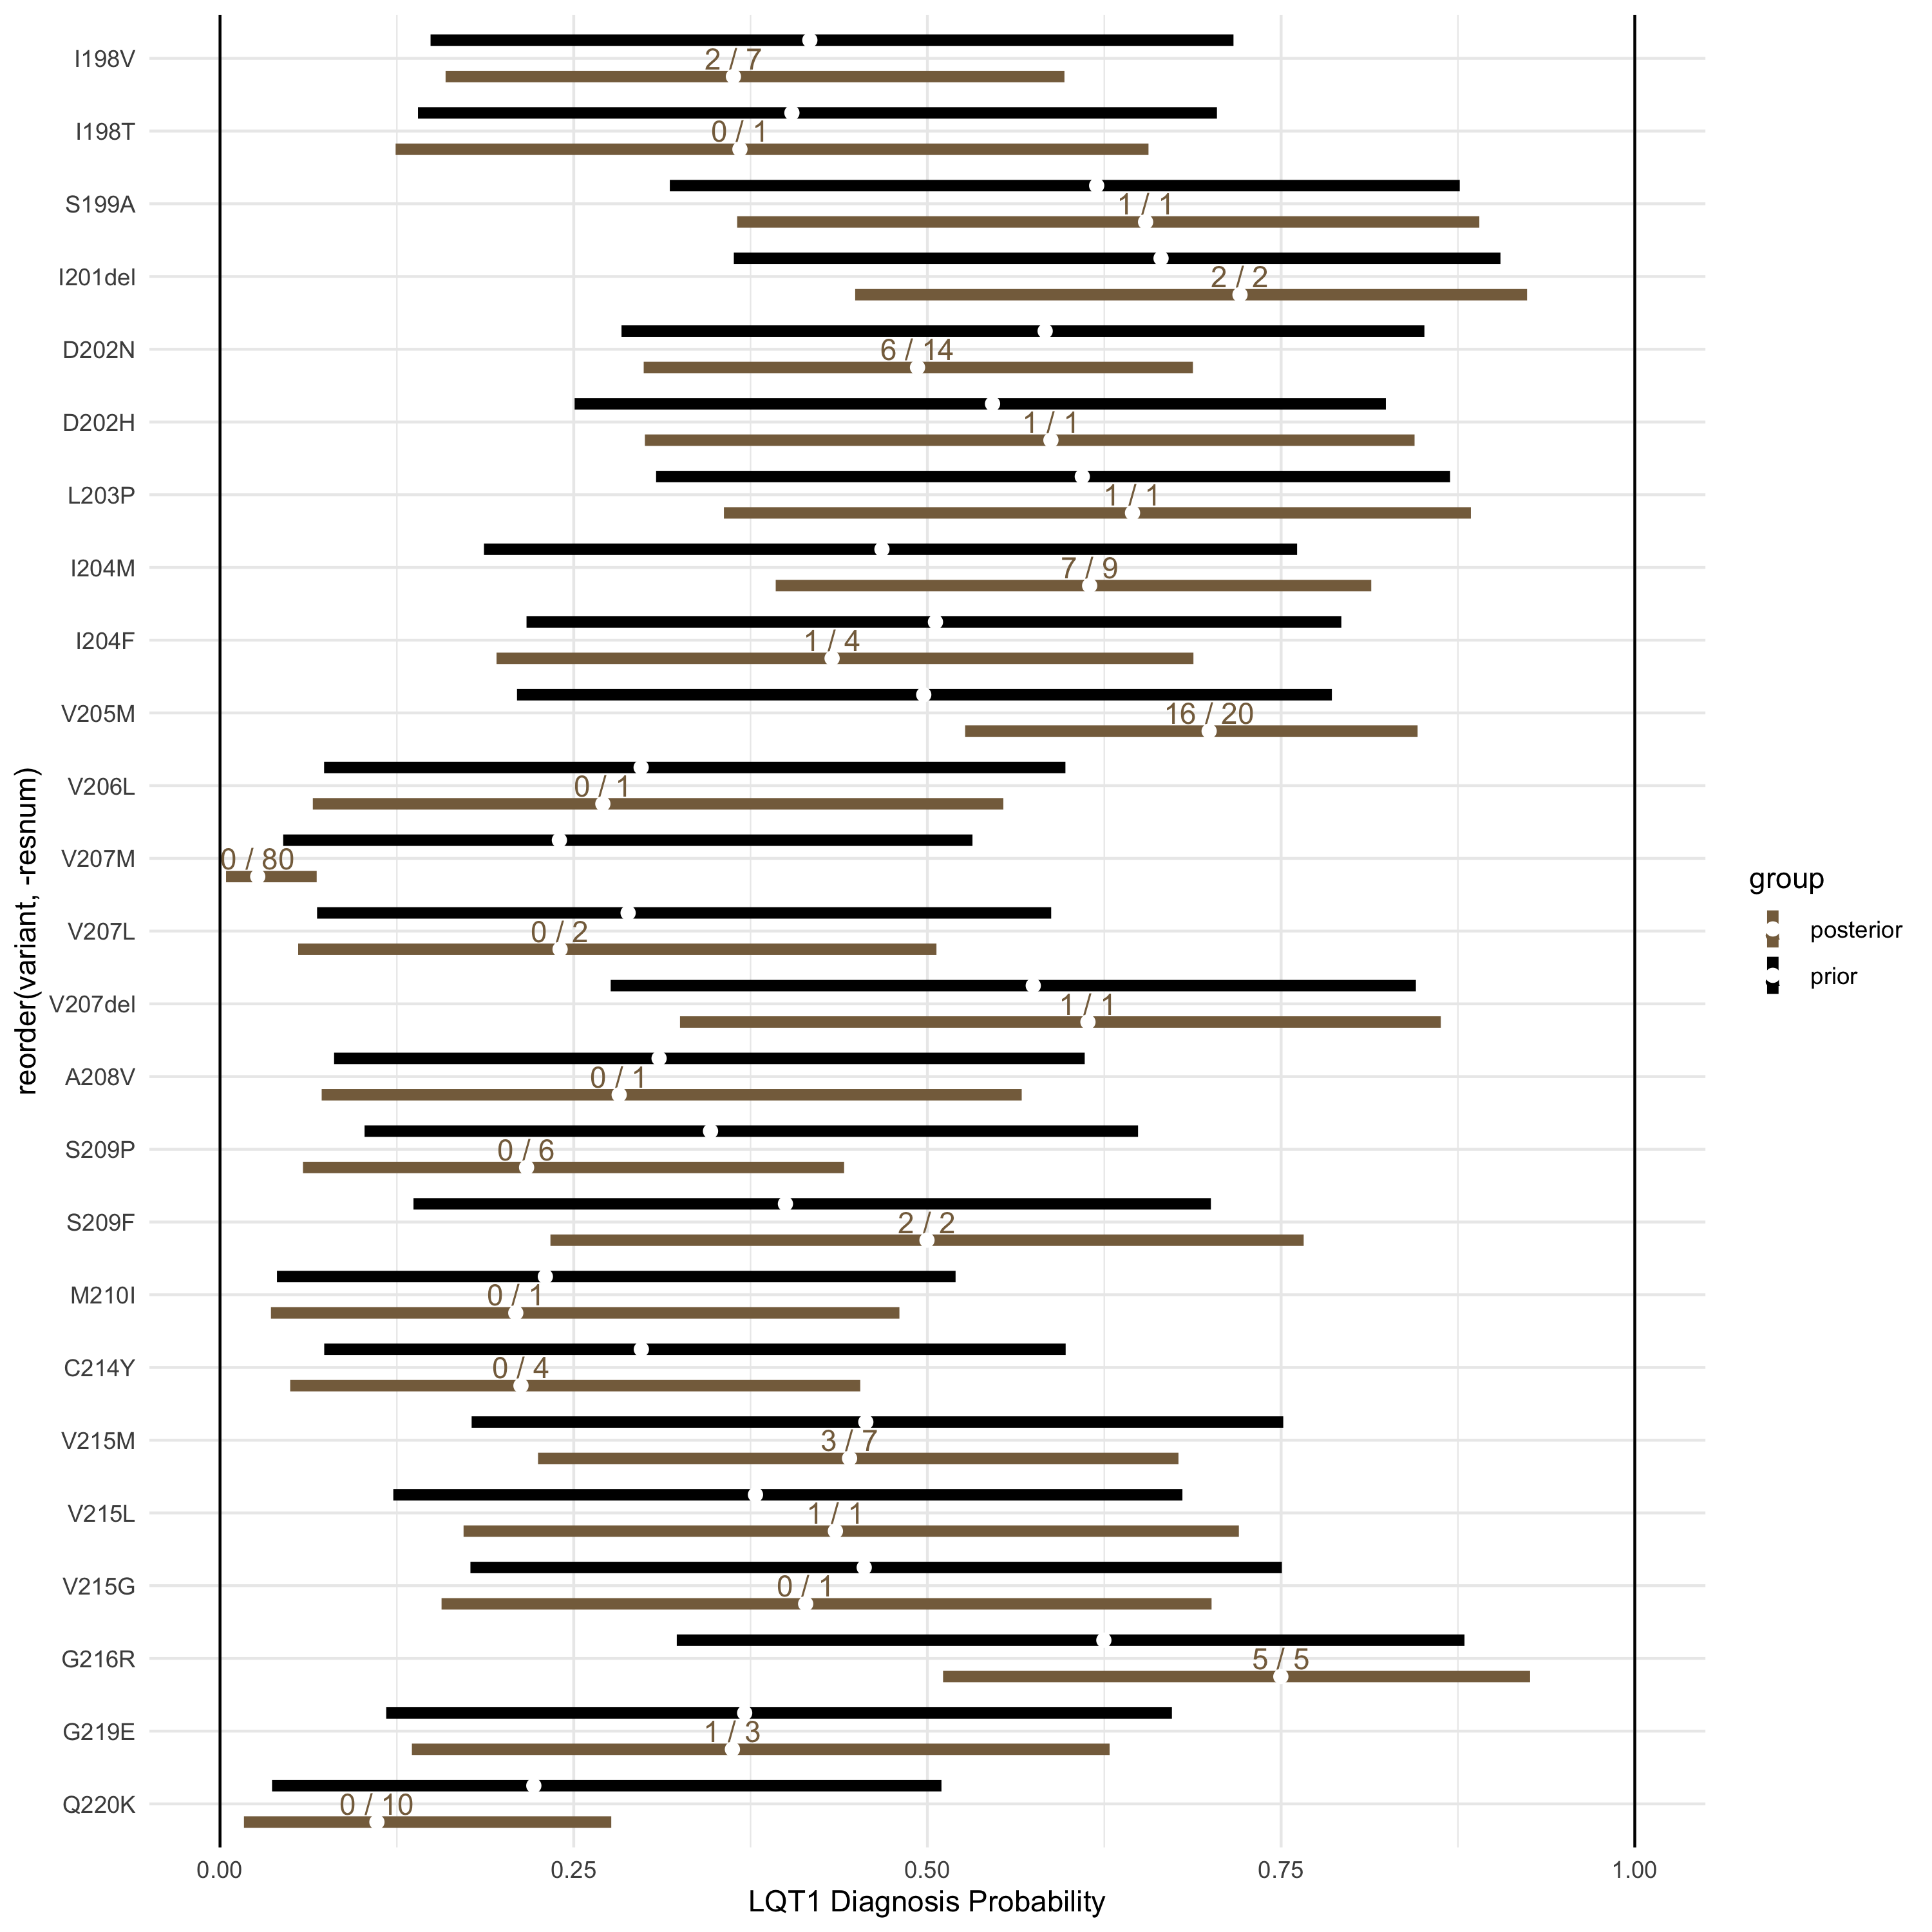 I198V
2 / 7
I198T
0 / 1
S199A
1 / 1
I201del
2 / 2
D202N
6 / 14
D202H
1 / 1
L203P
1 / 1
I204M
7 / 9
I204F
1 / 4
V205M
16 / 20
V206L
0 / 1
V207M
0 / 80
V207L
0 / 2
V207del
1 / 1
A208V
0 / 1
S209P
0 / 6
S209F
2 / 2
M210I
0 / 1
C214Y
0 / 4
V215M
3 / 7
V215L
1 / 1
V215G
0 / 1
G216R
5 / 5
G219E
1 / 3
Q220K
0 / 10
reorder(variant, -resnum)
0.00
0.25
0.50
0.75
1.00
LQT1 Diagnosis Probability
group
posterior
prior